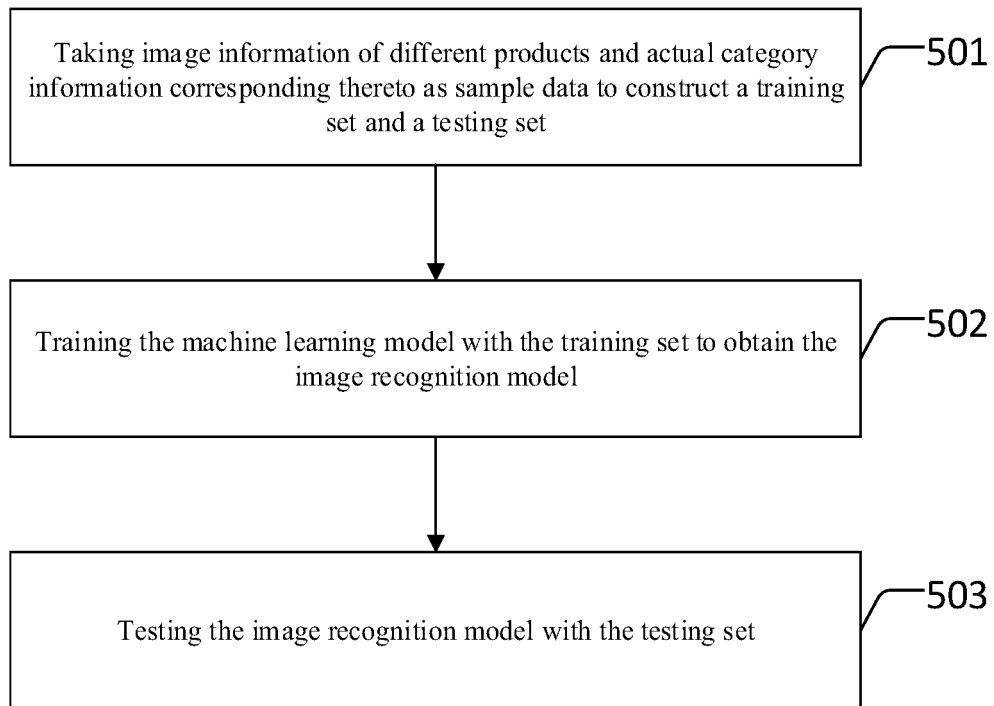 Taking image information of different products and actual category
information corresponding thereto as sample data to construct a training
set and a testing set
501
Training the machine learning model with the training set to obtain the
image recognition model
502
Testing the image recognition model with the testing set
503